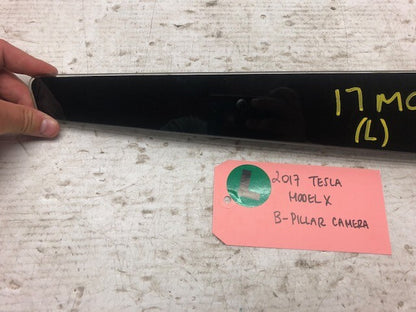 17 MO
(L)
2017 TESLA
MODEL X
B-PILLAR CAMERA